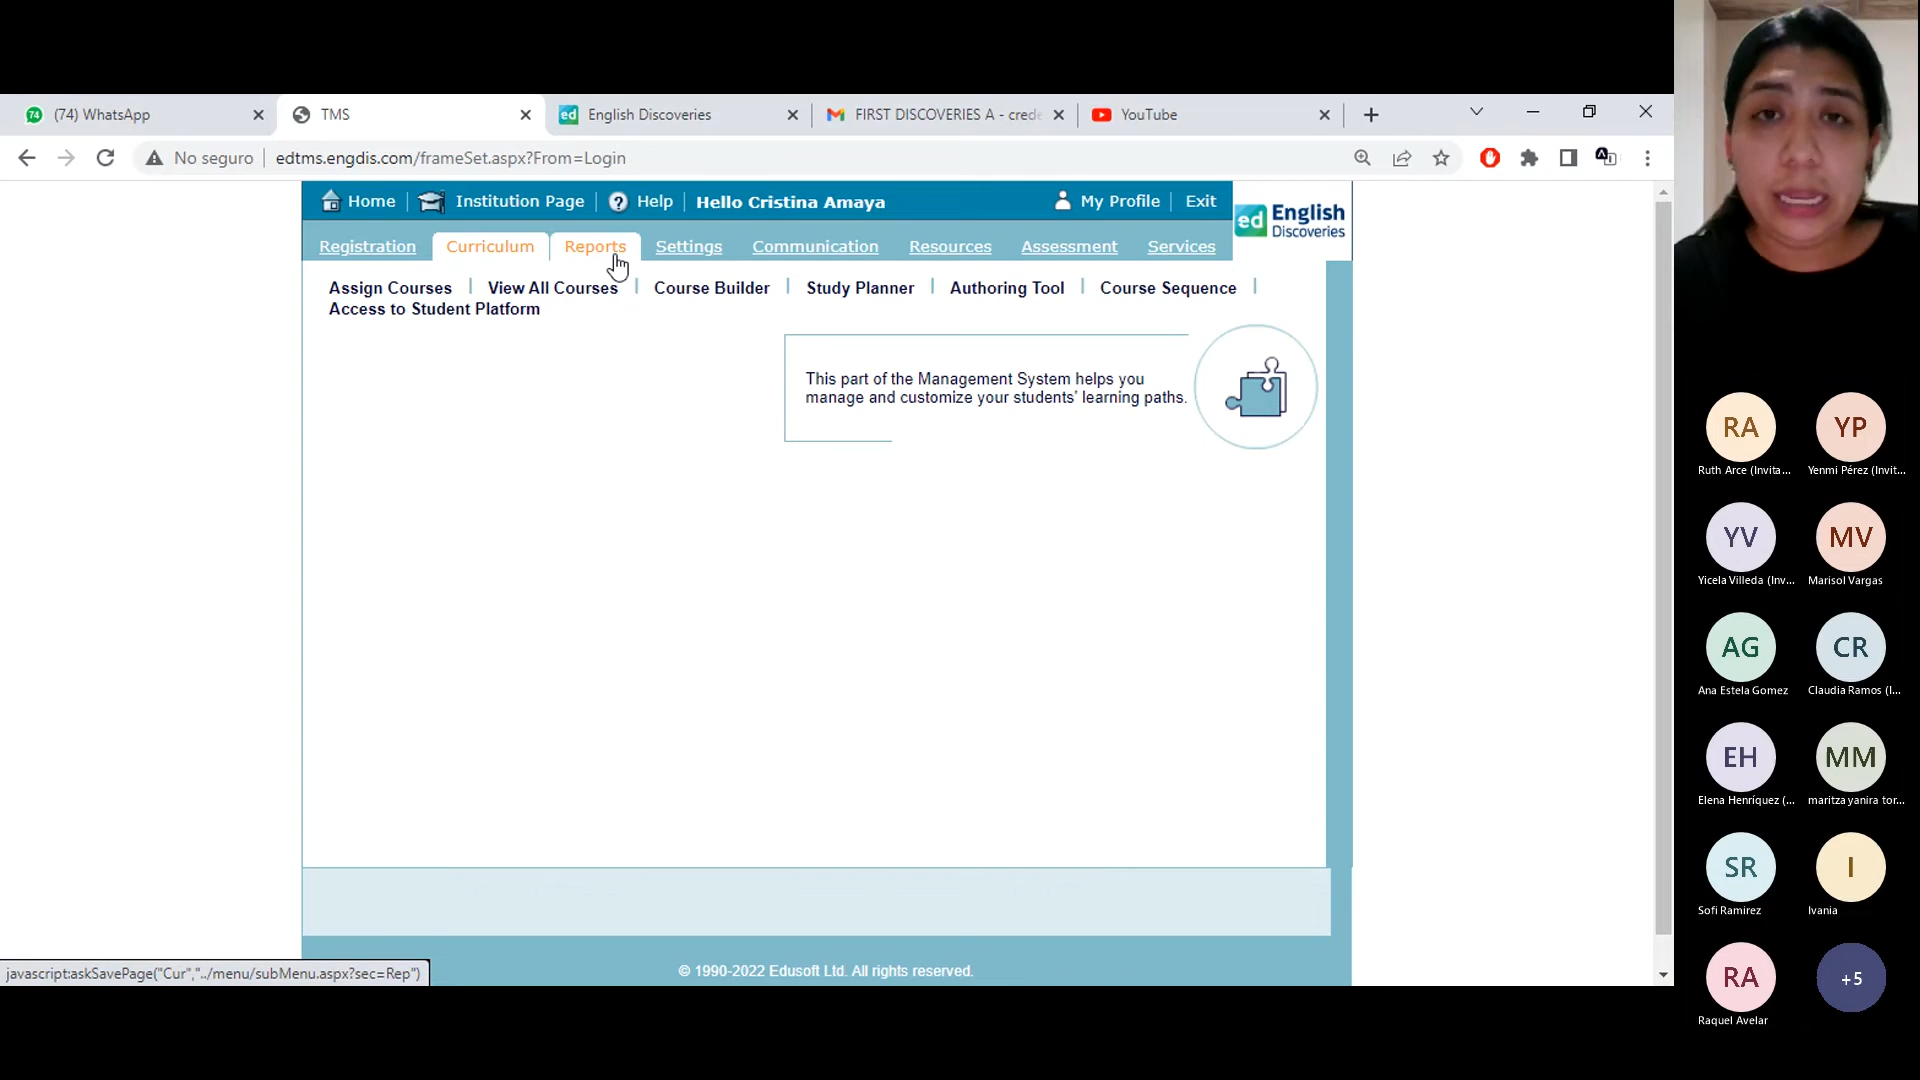 74
(74) WhatsApp
TMS
ed
English Discoveries
FIRST DISCOVERIES A - crede
YouTube
No seguro
edtms.engdis.com/frameSet.aspx?From=Login
Home
Institution Page
? Help
Hello Cristina Amaya
My Profile
Exit
ed English Discoveries
Registration
Curriculum
Reports
Settings
Communication
Resources
Assessment
Services
Assign Courses
View All Courses
Course Builder
Study Planner
Authoring Tool
Course Sequence
Access to Student Platform
This part of the Management System helps you
manage and customize your students' learning paths.
javascript:askSavePage("Cur","../menu/subMenu.aspx?sec=Rep")
© 1990-2022 Edusoft Ltd. All rights reserved.
RA
Ruth Arce (Invita...
YP
Yenmi Pérez (Invit...
YV
Yicela Villeda (Inv...
MV
Marisol Vargas
AG
Ana Estela Gomez
CR
Claudia Ramos (I...
EH
Elena Henríquez (...
MM
maritza yanira tor...
SR
Sofi Ramirez
I
Ivania
RA
Raquel Avelar
+5